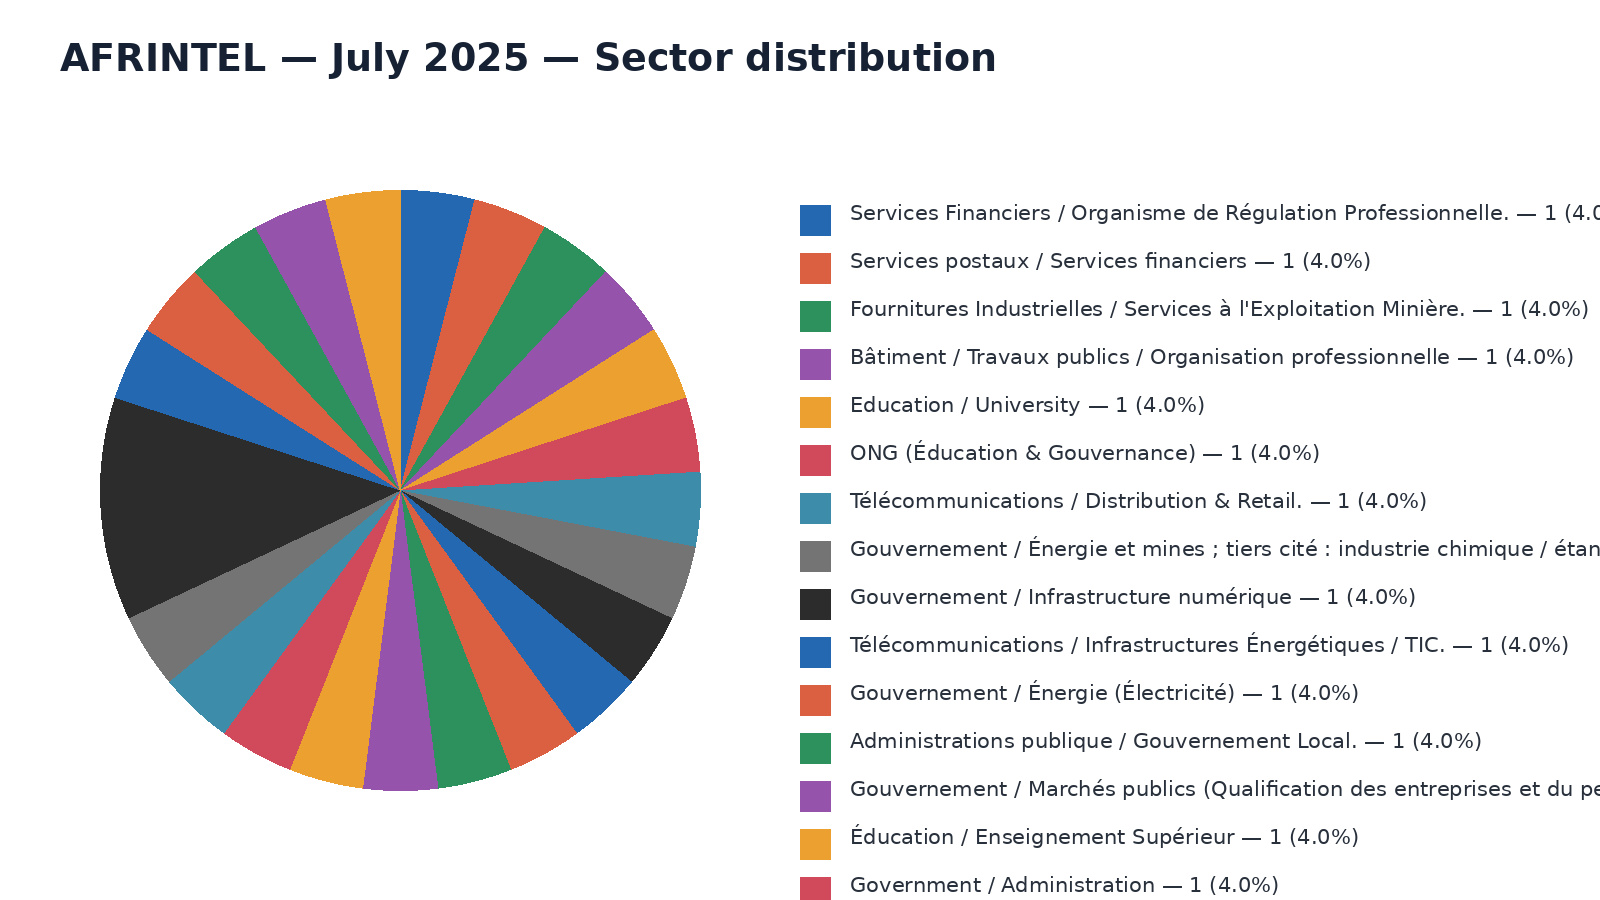 AFRINTEL — July 2025 — Sector distribution
Services Financiers / Organisme de Régulation Professionnelle. — 1 (4.0
Services postaux / Services financiers — 1 (4.0%)
Fournitures Industrielles / Services à l'Exploitation Minière. — 1 (4.0%)
Bâtiment / Travaux publics / Organisation professionnelle — 1 (4.0%)
Education / University — 1 (4.0%)
ONG (Éducation & Gouvernance) — 1 (4.0%)
Télécommunications / Distribution & Retail. — 1 (4.0%)
Gouvernement / Énergie et mines ; tiers cité : industrie chimique / étan
Gouvernement / Infrastructure numérique — 1 (4.0%)
Télécommunications / Infrastructures Énergétiques / TIC. — 1 (4.0%)
Gouvernement / Énergie (Électricité) — 1 (4.0%)
Administrations publique / Gouvernement Local. — 1 (4.0%)
Gouvernement / Marchés publics (Qualification des entreprises et du pe
Éducation / Enseignement Supérieur — 1 (4.0%)
Government / Administration — 1 (4.0%)